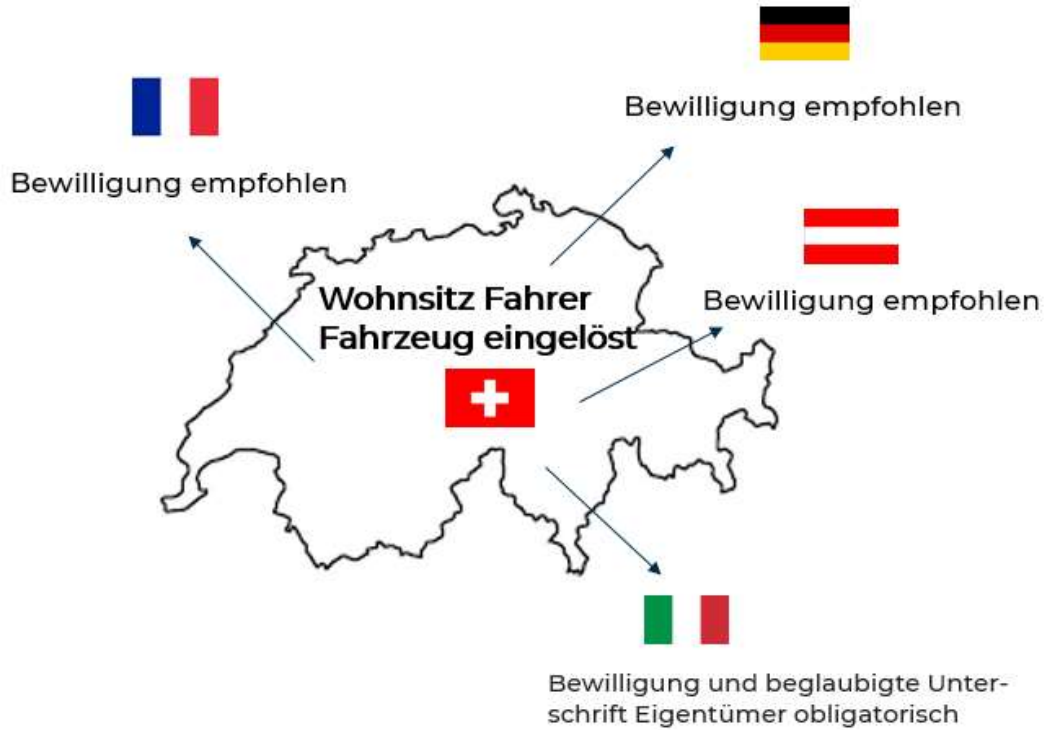 Bewilligung empfohlen
Bewilligung empfohlen
Wohnsitz Fahrer
Fahrzeug eingelöst
Bewilligung empfohlen
Bewilligung und beglaubigte Unter-
schrift Eigentümer obligatorisch